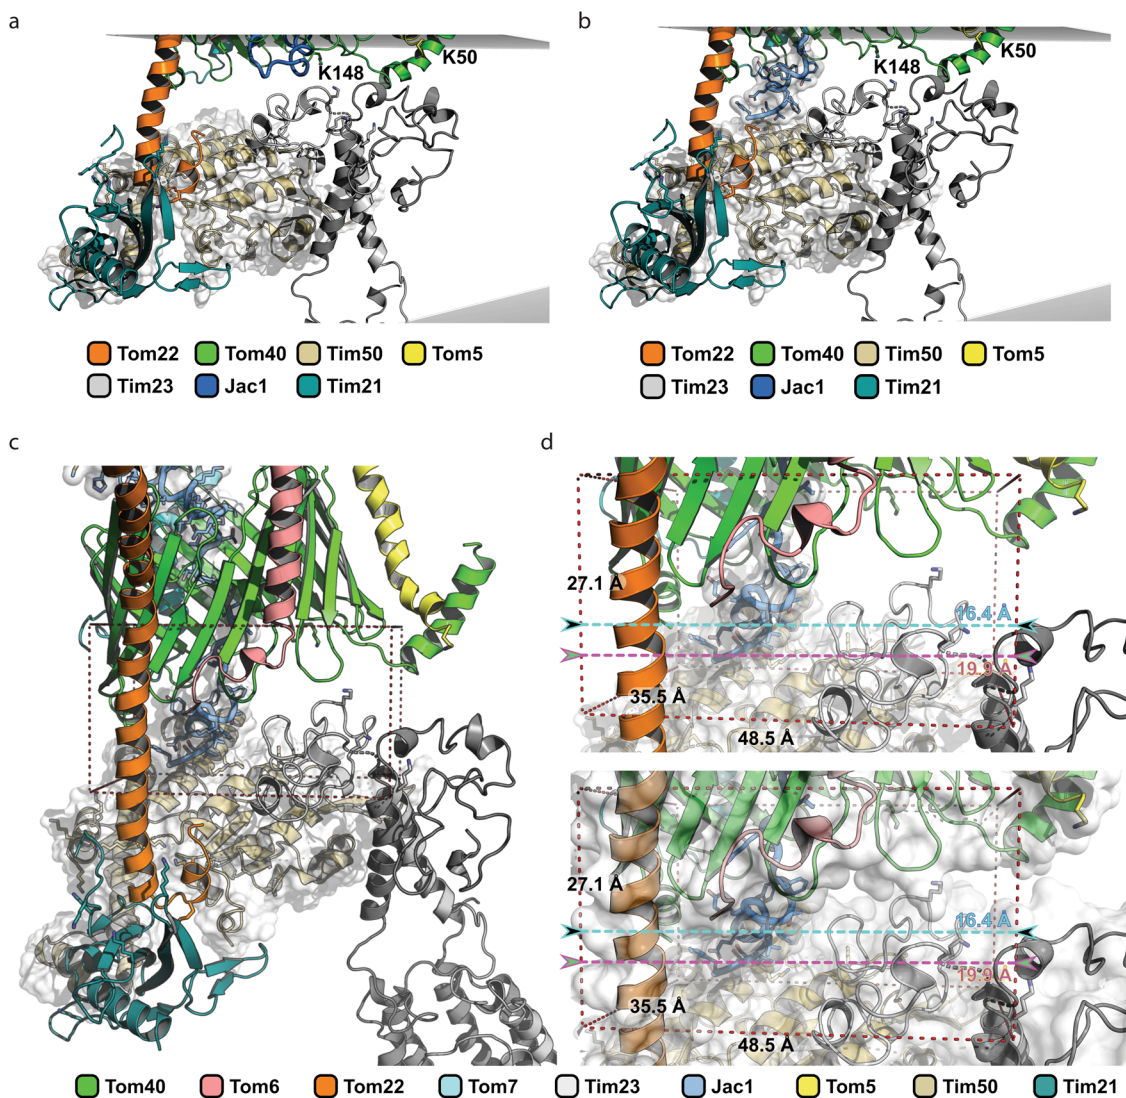 a
K50
K148
Tom22 Tom40 Tim50 Tom5
Tim23 Jac1 Tim21
b
K50
K148
Tom22 Tom40 Tim50 Tom5
Tim23 Jac1 Tim21
c
d
27.1 Å
16.4 Å
19.9 Å
35.5 Å
48.5 Å
27.1 Å
16.4 Å
19.9 Å
35.5 Å
48.5 Å
Tom40 Tom6 Tom22 Tom7 Tim23 Jac1 Tom5 Tim50 Tim21